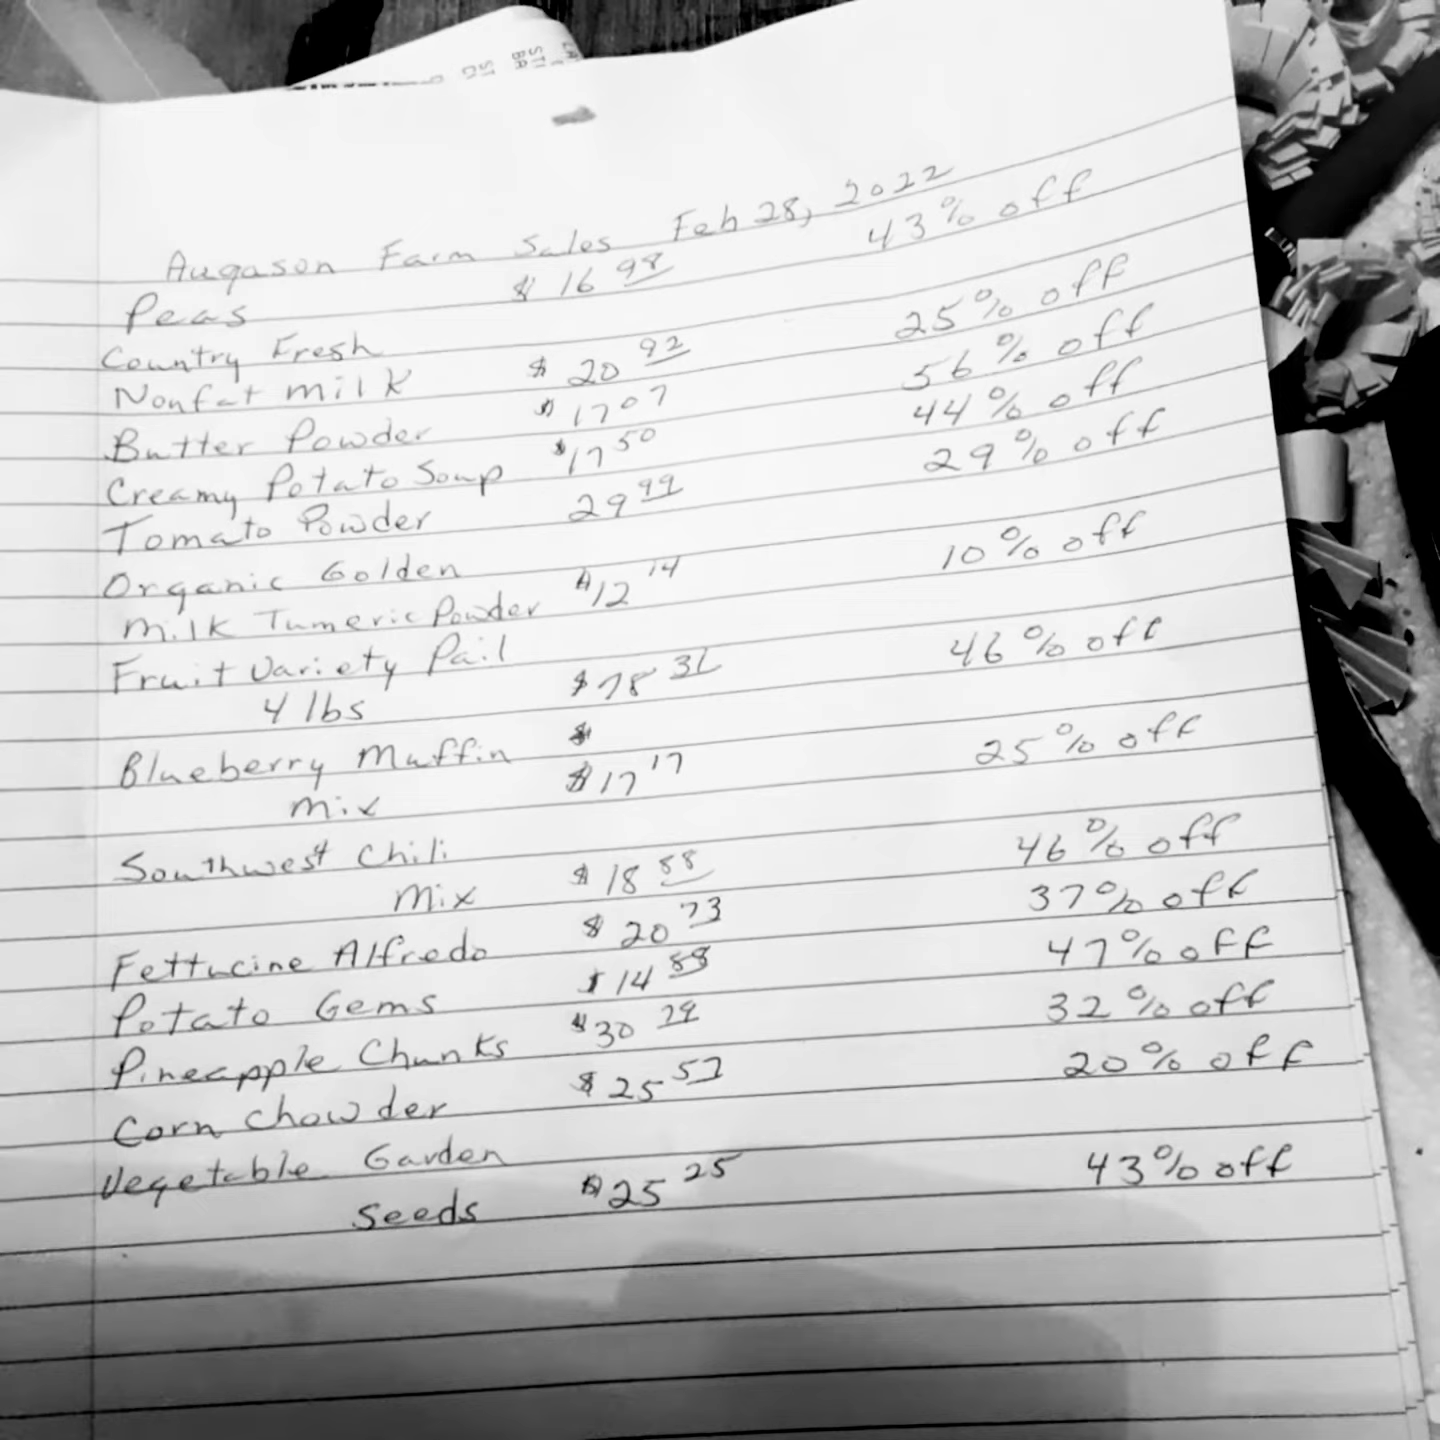 Augason Farm Sales Feb 28, 2022
Peas $16 98 43% off
Country Fresh
Nonfat milk $20 92 25% off
Butter Powder $17 07 56% off
Creamy Potato Soup $17 50 44% off
Tomato Powder 29 99 29% off
Organic Golden
Milk Tumeric Powder $12 14 10% off
Fruit Variety Pail
4 lbs $78 31 46% off
Blueberry Muffin $
Mix $17 17 25% off
Southwest Chili
Mix $18 88 46% off
Fettucine Alfredo $20 73 37% off
Potato Gems $14 88 47% off
Pineapple Chunks $30 29 32% off
Corn Chowder $25 57 20% off
Vegetable Garden
Seeds $25 25 43% off